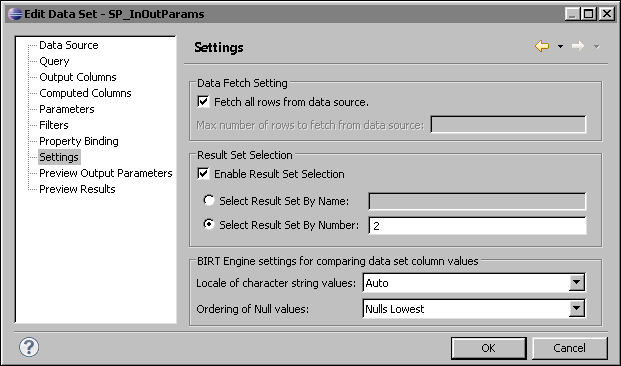 Edit Data Set - SP_InOutParams
Data Source
Query
Output Columns
Computed Columns
Parameters
Filters
Property Binding
Settings
Preview Output Parameters
Preview Results
Settings
Data Fetch Setting
Fetch all rows from data source.
Max number of rows to fetch from data source:
Result Set Selection
Enable Result Set Selection
Select Result Set By Name:
Select Result Set By Number: 2
BIRT Engine settings for comparing data set column values
Locale of character string values: Auto
Ordering of Null values: Nulls Lowest
?
OK Cancel